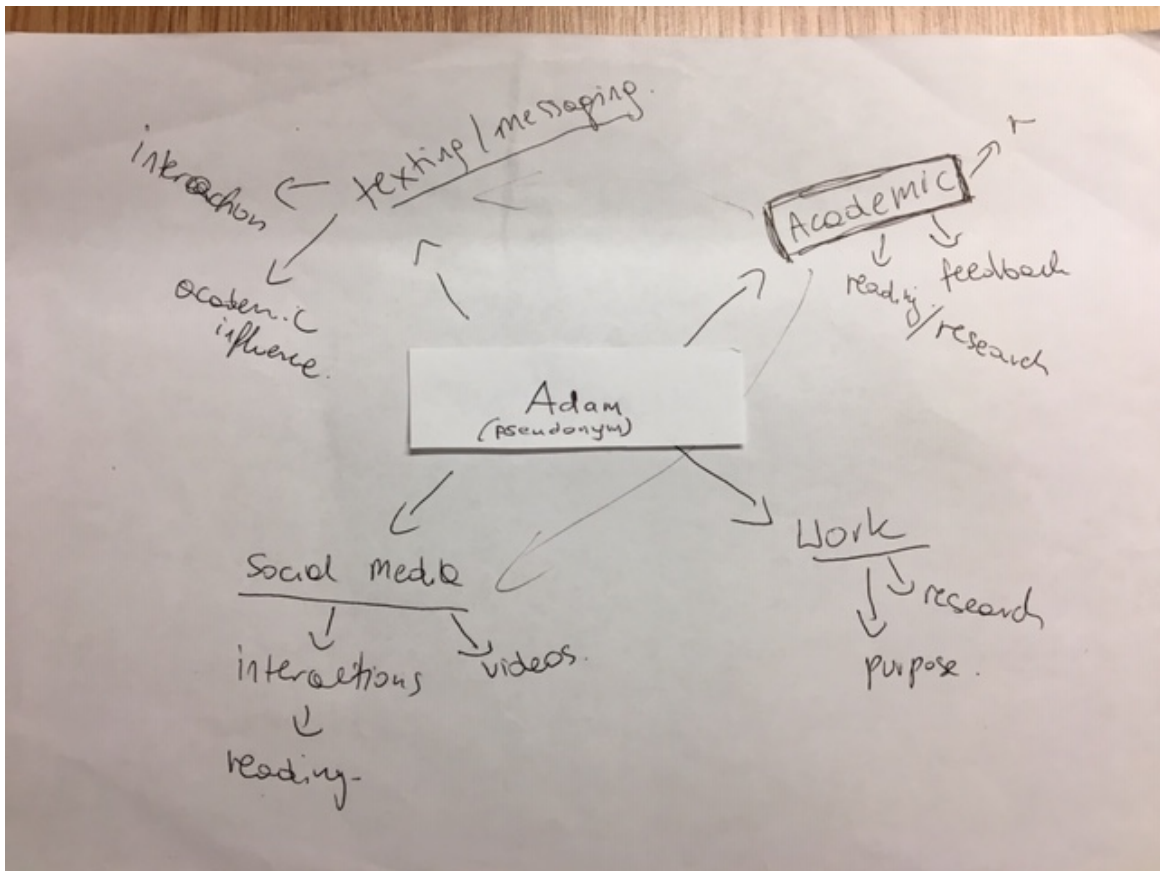 texting / messaging.
interaction
academic
influence.
Academic
feedback
reading /
research
Adam
(pseudonym)
Social Media
interactions
videos.
reading-
Work
research
purpose.